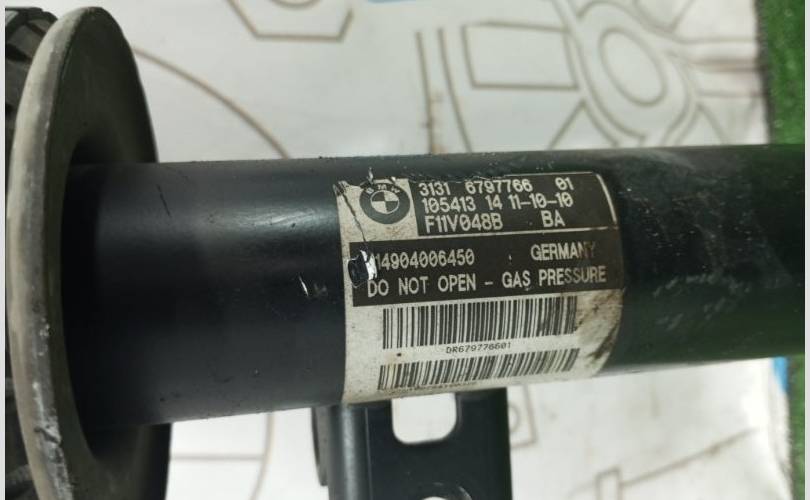 BMW
3131 6797766 01
105413 14 11-10-10
F11V048B BA
14904006450 GERMANY
DO NOT OPEN - GAS PRESSURE
DR679776601